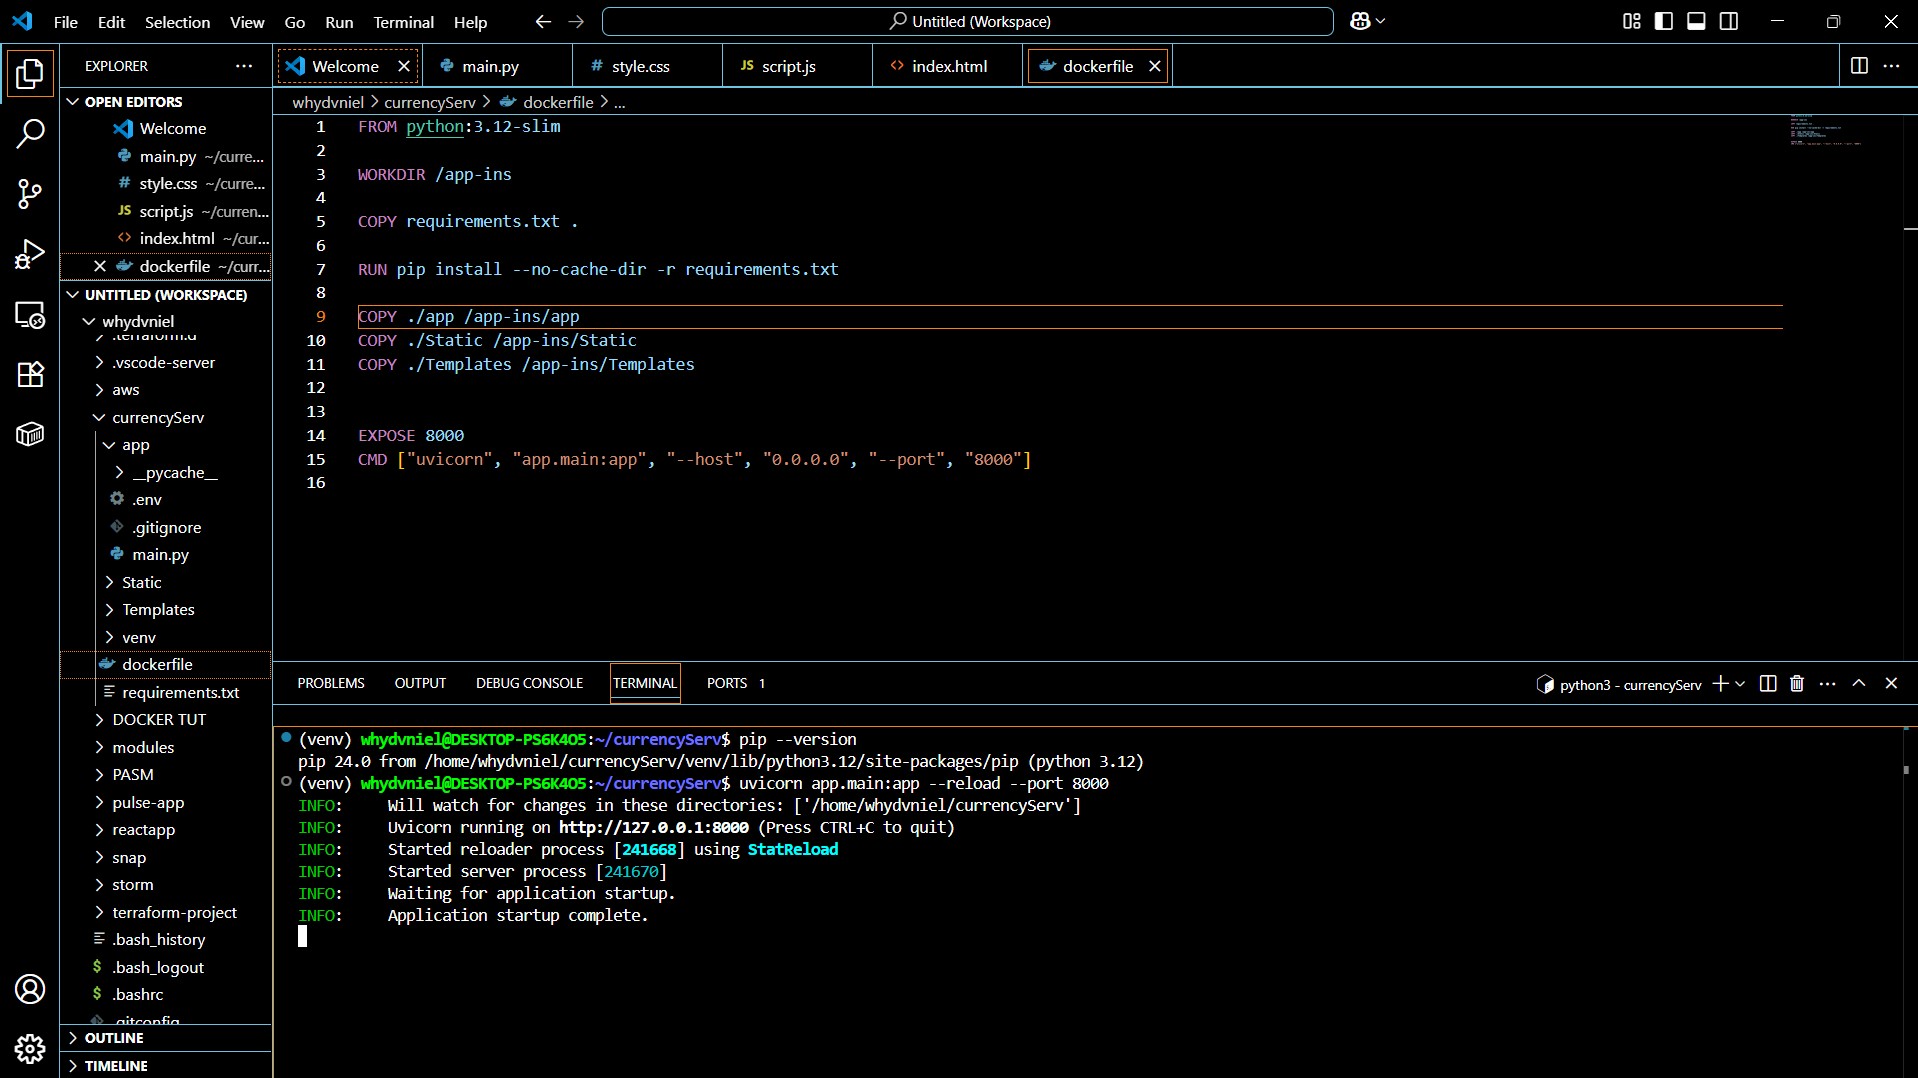 File Edit Selection View Go Run Terminal Help
Untitled (Workspace)
EXPLORER
Welcome
main.py
style.css
script.js
index.html
dockerfile
OPEN EDITORS
Welcome
main.py ~/curre...
style.css ~/curre...
script.js ~/curren...
index.html ~/cur...
dockerfile ~/curr...
UNTITLED (WORKSPACE)
whydvniel
.terraform.d
.vscode-server
aws
currencyServ
app
__pycache__
.env
.gitignore
main.py
Static
Templates
venv
dockerfile
requirements.txt
DOCKER TUT
modules
PASM
pulse-app
reactapp
snap
storm
terraform-project
.bash_history
.bash_logout
.bashrc
.gitconfig
OUTLINE
TIMELINE
whydvniel > currencyServ > dockerfile > ...
1 FROM python:3.12-slim
2
3 WORKDIR /app-ins
4
5 COPY requirements.txt .
6
7 RUN pip install --no-cache-dir -r requirements.txt
8
9 COPY ./app /app-ins/app
10 COPY ./Static /app-ins/Static
11 COPY ./Templates /app-ins/Templates
12
13
14 EXPOSE 8000
15 CMD ["uvicorn", "app.main:app", "--host", "0.0.0.0", "--port", "8000"]
16
PROBLEMS OUTPUT DEBUG CONSOLE TERMINAL PORTS 1
python3 - currencyServ
(venv) whydvniel@DESKTOP-PS6K4O5:~/currencyServ$ pip --version
pip 24.0 from /home/whydvniel/currencyServ/venv/lib/python3.12/site-packages/pip (python 3.12)
(venv) whydvniel@DESKTOP-PS6K4O5:~/currencyServ$ uvicorn app.main:app --reload --port 8000
INFO: Will watch for changes in these directories: ['/home/whydvniel/currencyServ']
INFO: Uvicorn running on http://127.0.0.1:8000 (Press CTRL+C to quit)
INFO: Started reloader process [241668] using StatReload
INFO: Started server process [241670]
INFO: Waiting for application startup.
INFO: Application startup complete.